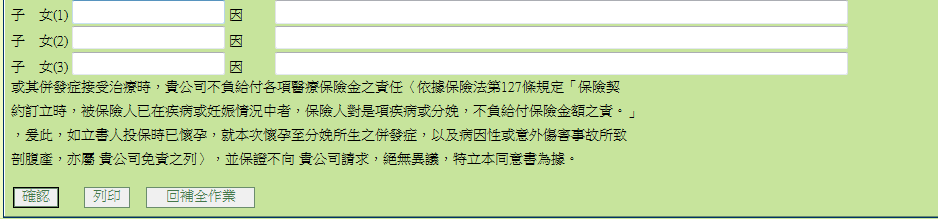 子　女(1) 因
子　女(2) 因
子　女(3) 因
或其併發症接受治療時，貴公司不負給付各項醫療保險金之責任（依據保險法第127條規定「保險契
約訂立時，被保險人已在疾病或妊娠情況中者，保險人對是項疾病或分娩，不負給付保險金額之責。」
，爰此，如立書人投保時已懷孕，就本次懷孕至分娩所生之併發症，以及病因性或意外傷害事故所致
剖腹產，亦屬 貴公司免責之列），並保證不向 貴公司請求，絕無異議，特立本同意書為據。
確認 列印 回補全作業